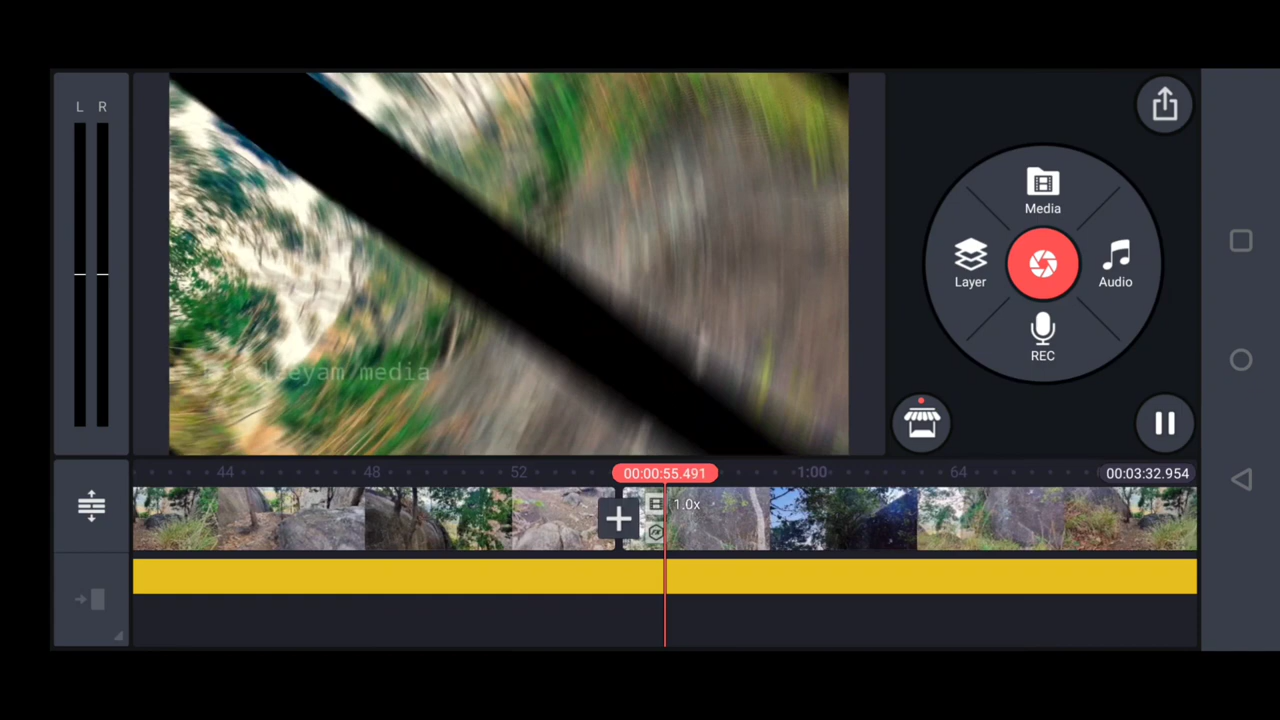 L R
Media
Layer
Audio
REC
44 48 52 00:00:55.491 1:00 64 00:03:32.954
1.0x
media